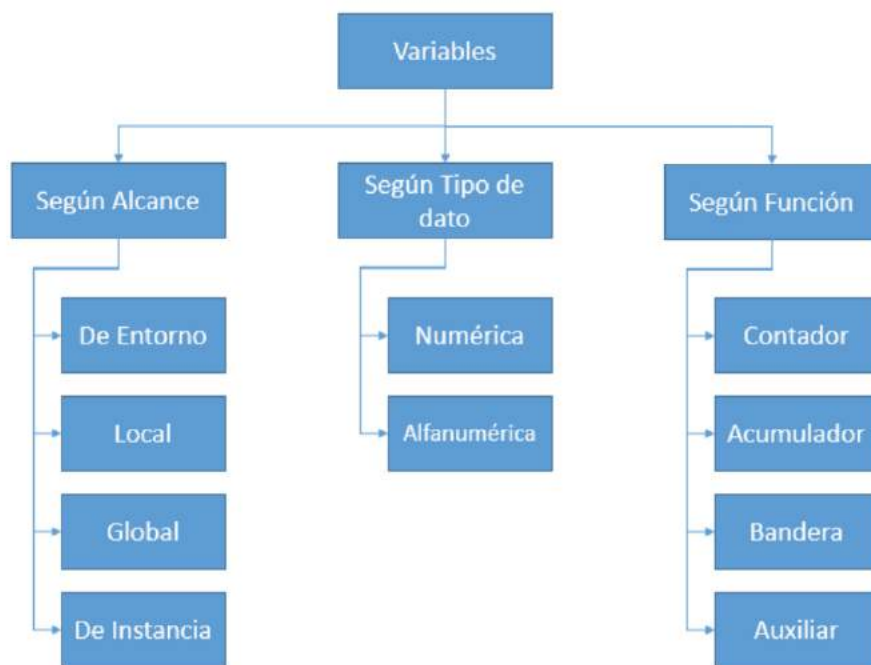 Variables
Según Alcance
De Entorno
Local
Global
De Instancia
Según Tipo de
dato
Numérica
Alfanumérica
Según Función
Contador
Acumulador
Bandera
Auxiliar